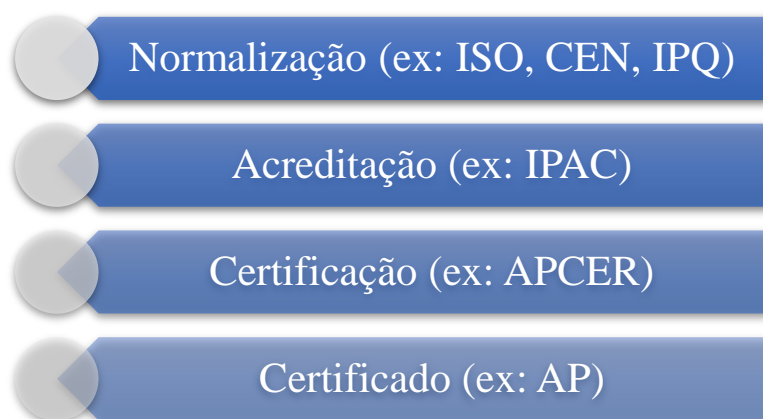 Normalização (ex: ISO, CEN, IPQ)
Acreditação (ex: IPAC)
Certificação (ex: APCER)
Certificado (ex: AP)